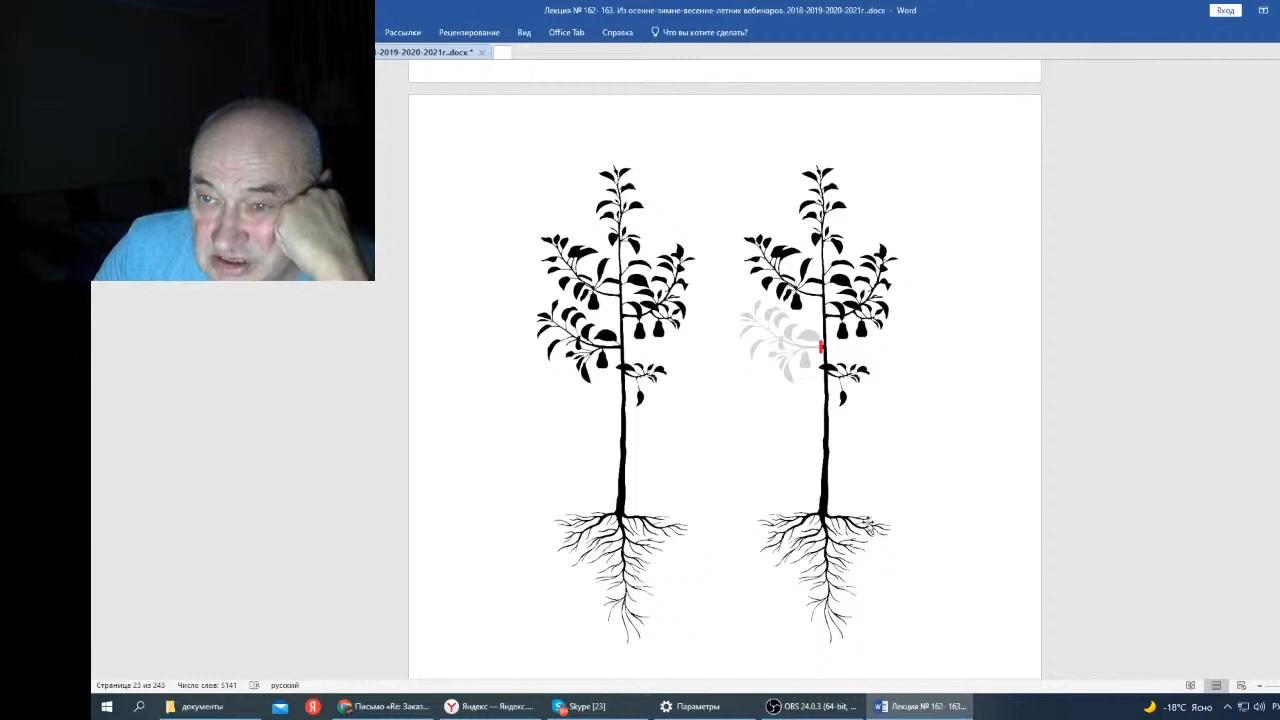 Лекция № 162- 163. Из осенне-зимне-весенне-летних вебинаров. 2018-2019-2020-2021г..docx - Word
Вход
Рассылки Рецензирование Вид Office Tab Справка Что вы хотите сделать?
-2019-2020-2021г..docx *
Страница 23 из 243 Число слов: 5141 русский
документы Письмо «Re: Заказ... Яндекс — Яндекс.... Skype [23] Параметры OBS 24.0.3 (64-bit, ... Лекция № 162- 163... -18°C Ясно
99